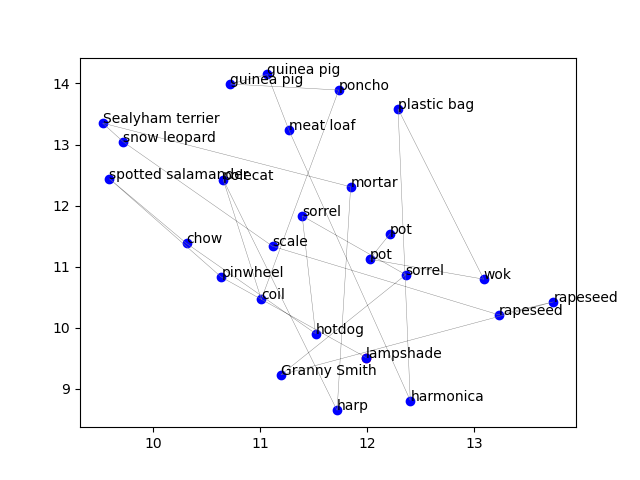 guinea pig
guinea pig
poncho
plastic bag
Sealyham terrier
meat loaf
snow leopard
spotted salamander
polecat
mortar
sorrel
pot
chow
scale
pot
sorrel
pinwheel
wok
coil
rapeseed
rapeseed
hotdog
lampshade
Granny Smith
harp
harmonica
14
13
12
11
10
9
10
11
12
13